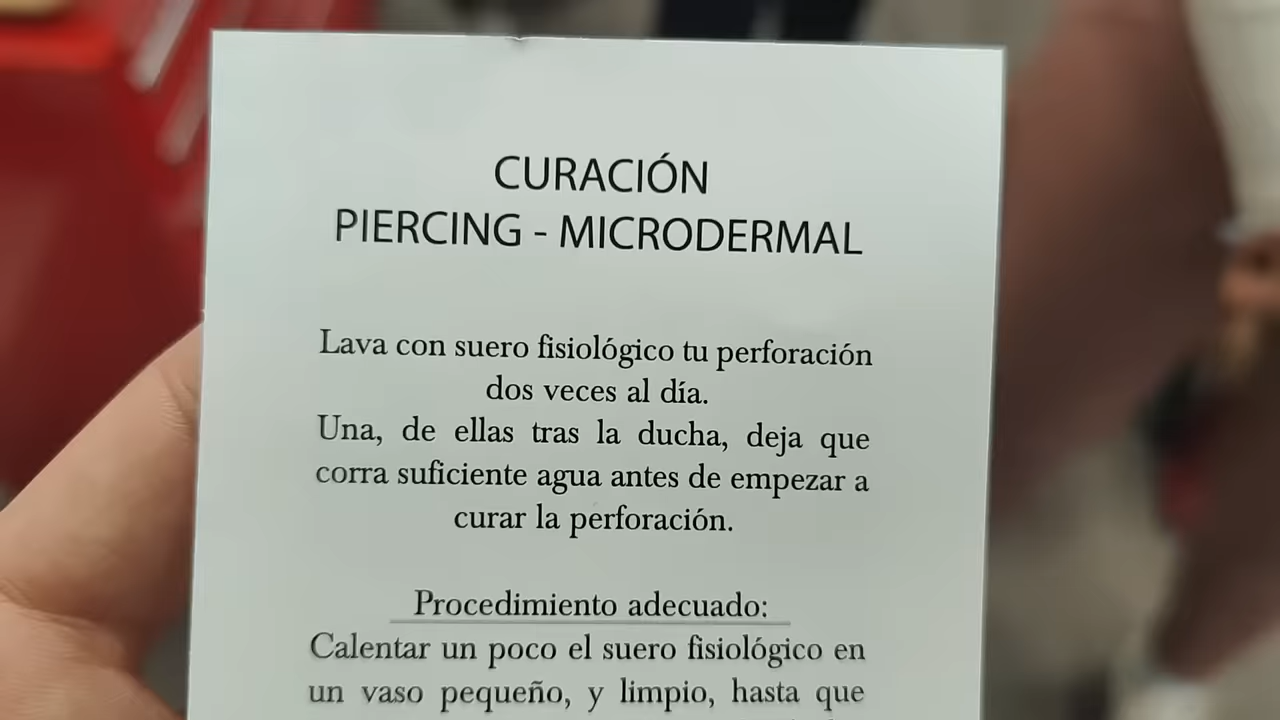 CURACIÓN
PIERCING - MICRODERMAL
Lava con suero fisiológico tu perforación
dos veces al día.
Una, de ellas tras la ducha, deja que
corra suficiente agua antes de empezar a
curar la perforación.
Procedimiento adecuado:
Calentar un poco el suero fisiológico en
un vaso pequeño, y limpio, hasta que